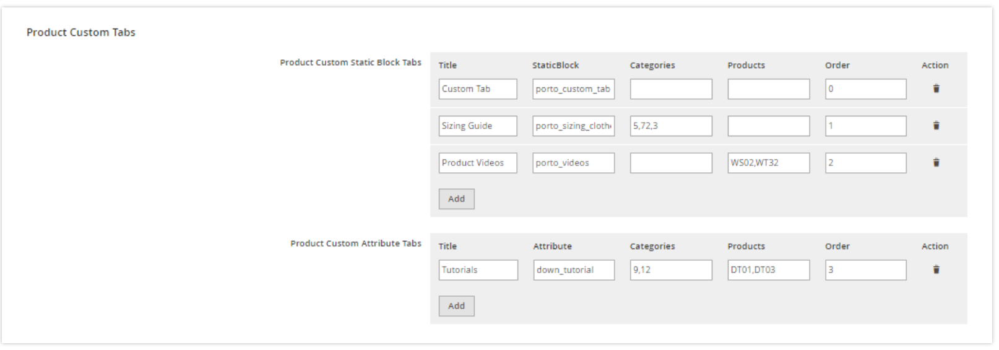 Product Custom Tabs
Product Custom Static Block Tabs
Title StaticBlock Categories Products Order Action
Custom Tab porto_custom_tab 0
Sizing Guide porto_sizing_cloth 5,72,3 1
Product Videos porto_videos WS02,WT32 2
Add
Product Custom Attribute Tabs
Title Attribute Categories Products Order Action
Tutorials down_tutorial 9,12 DT01,DT03 3
Add